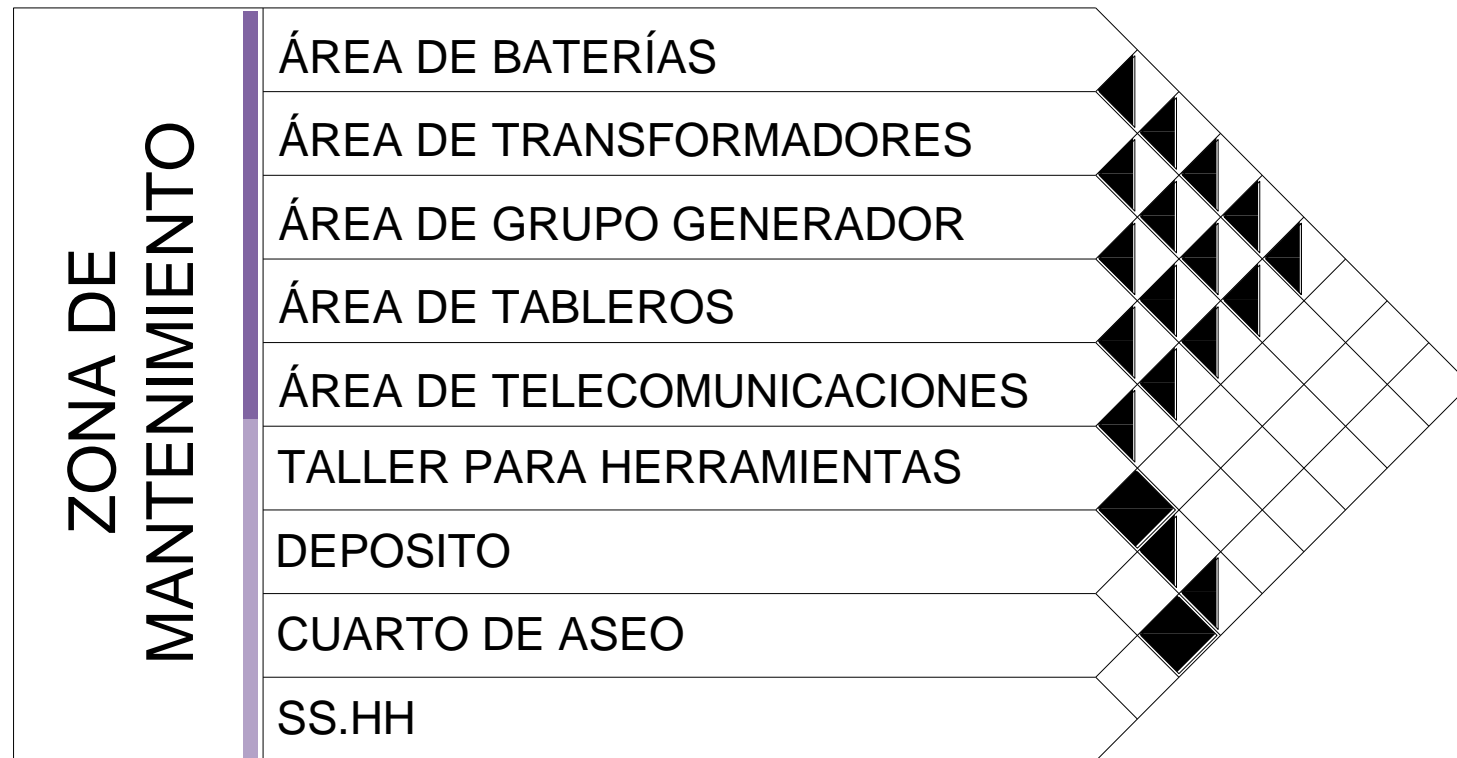 ZONA DE
MANTENIMIENTO
ÁREA DE BATERÍAS
ÁREA DE TRANSFORMADORES
ÁREA DE GRUPO GENERADOR
ÁREA DE TABLEROS
ÁREA DE TELECOMUNICACIONES
TALLER PARA HERRAMIENTAS
DEPOSITO
CUARTO DE ASEO
SS.HH